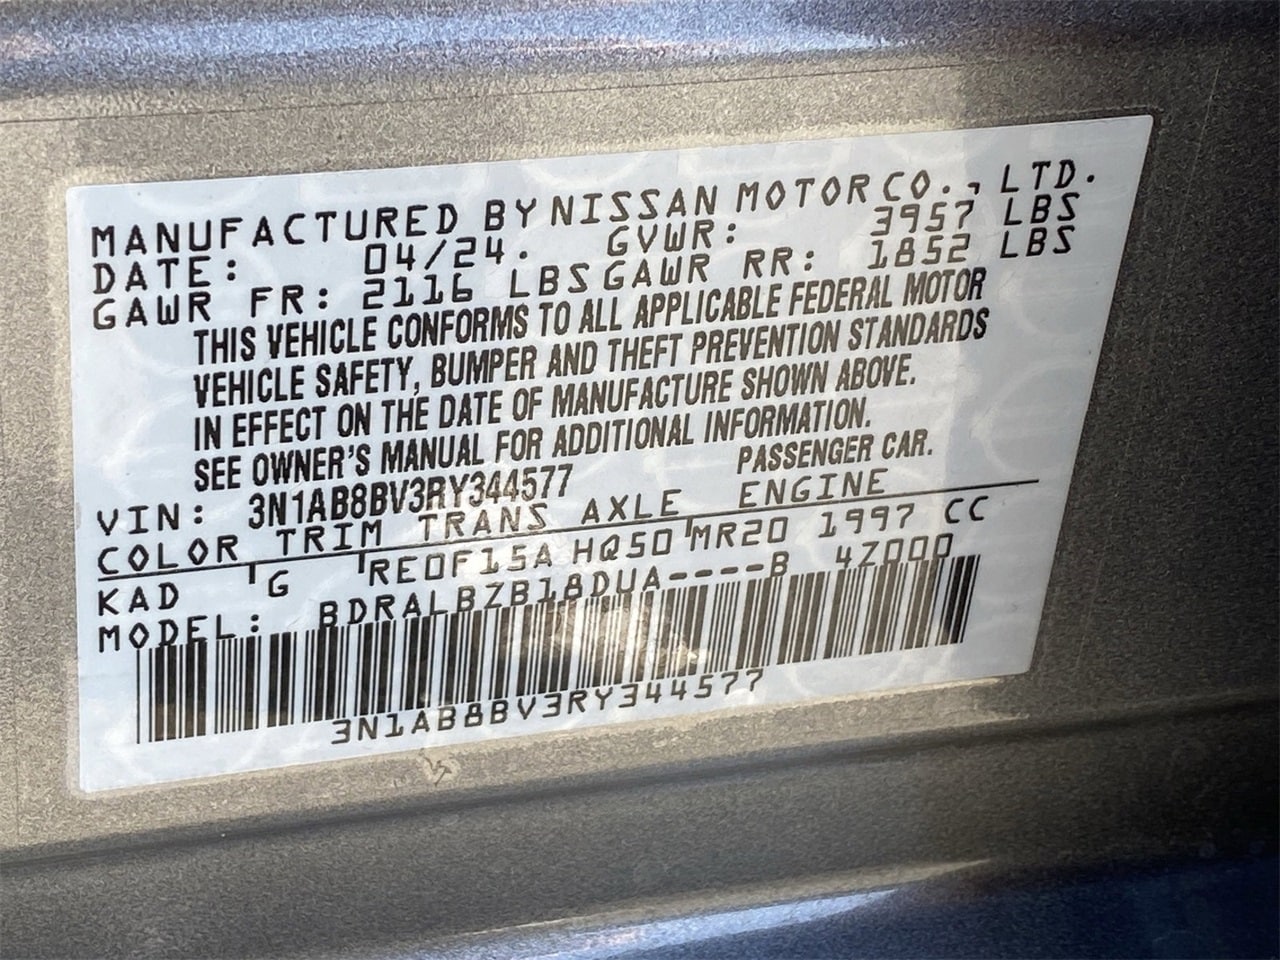 MANUFACTURED BY NISSAN MOTOR CO., LTD.
DATE: 04/24. GVWR: 3957 LBS
GAWR FR: 2116 LBS GAWR RR: 1852 LBS
THIS VEHICLE CONFORMS TO ALL APPLICABLE FEDERAL MOTOR
VEHICLE SAFETY, BUMPER AND THEFT PREVENTION STANDARDS
IN EFFECT ON THE DATE OF MANUFACTURE SHOWN ABOVE.
SEE OWNER'S MANUAL FOR ADDITIONAL INFORMATION.
VIN: 3N1AB8BV3RY344577 PASSENGER CAR.
COLOR TRIM TRANS AXLE ENGINE
KAD G RE0F15A HQ50 MR20 1997 CC
MODEL: BDRALBZB18DUA----B 4Z000
3N1AB8BV3RY344577